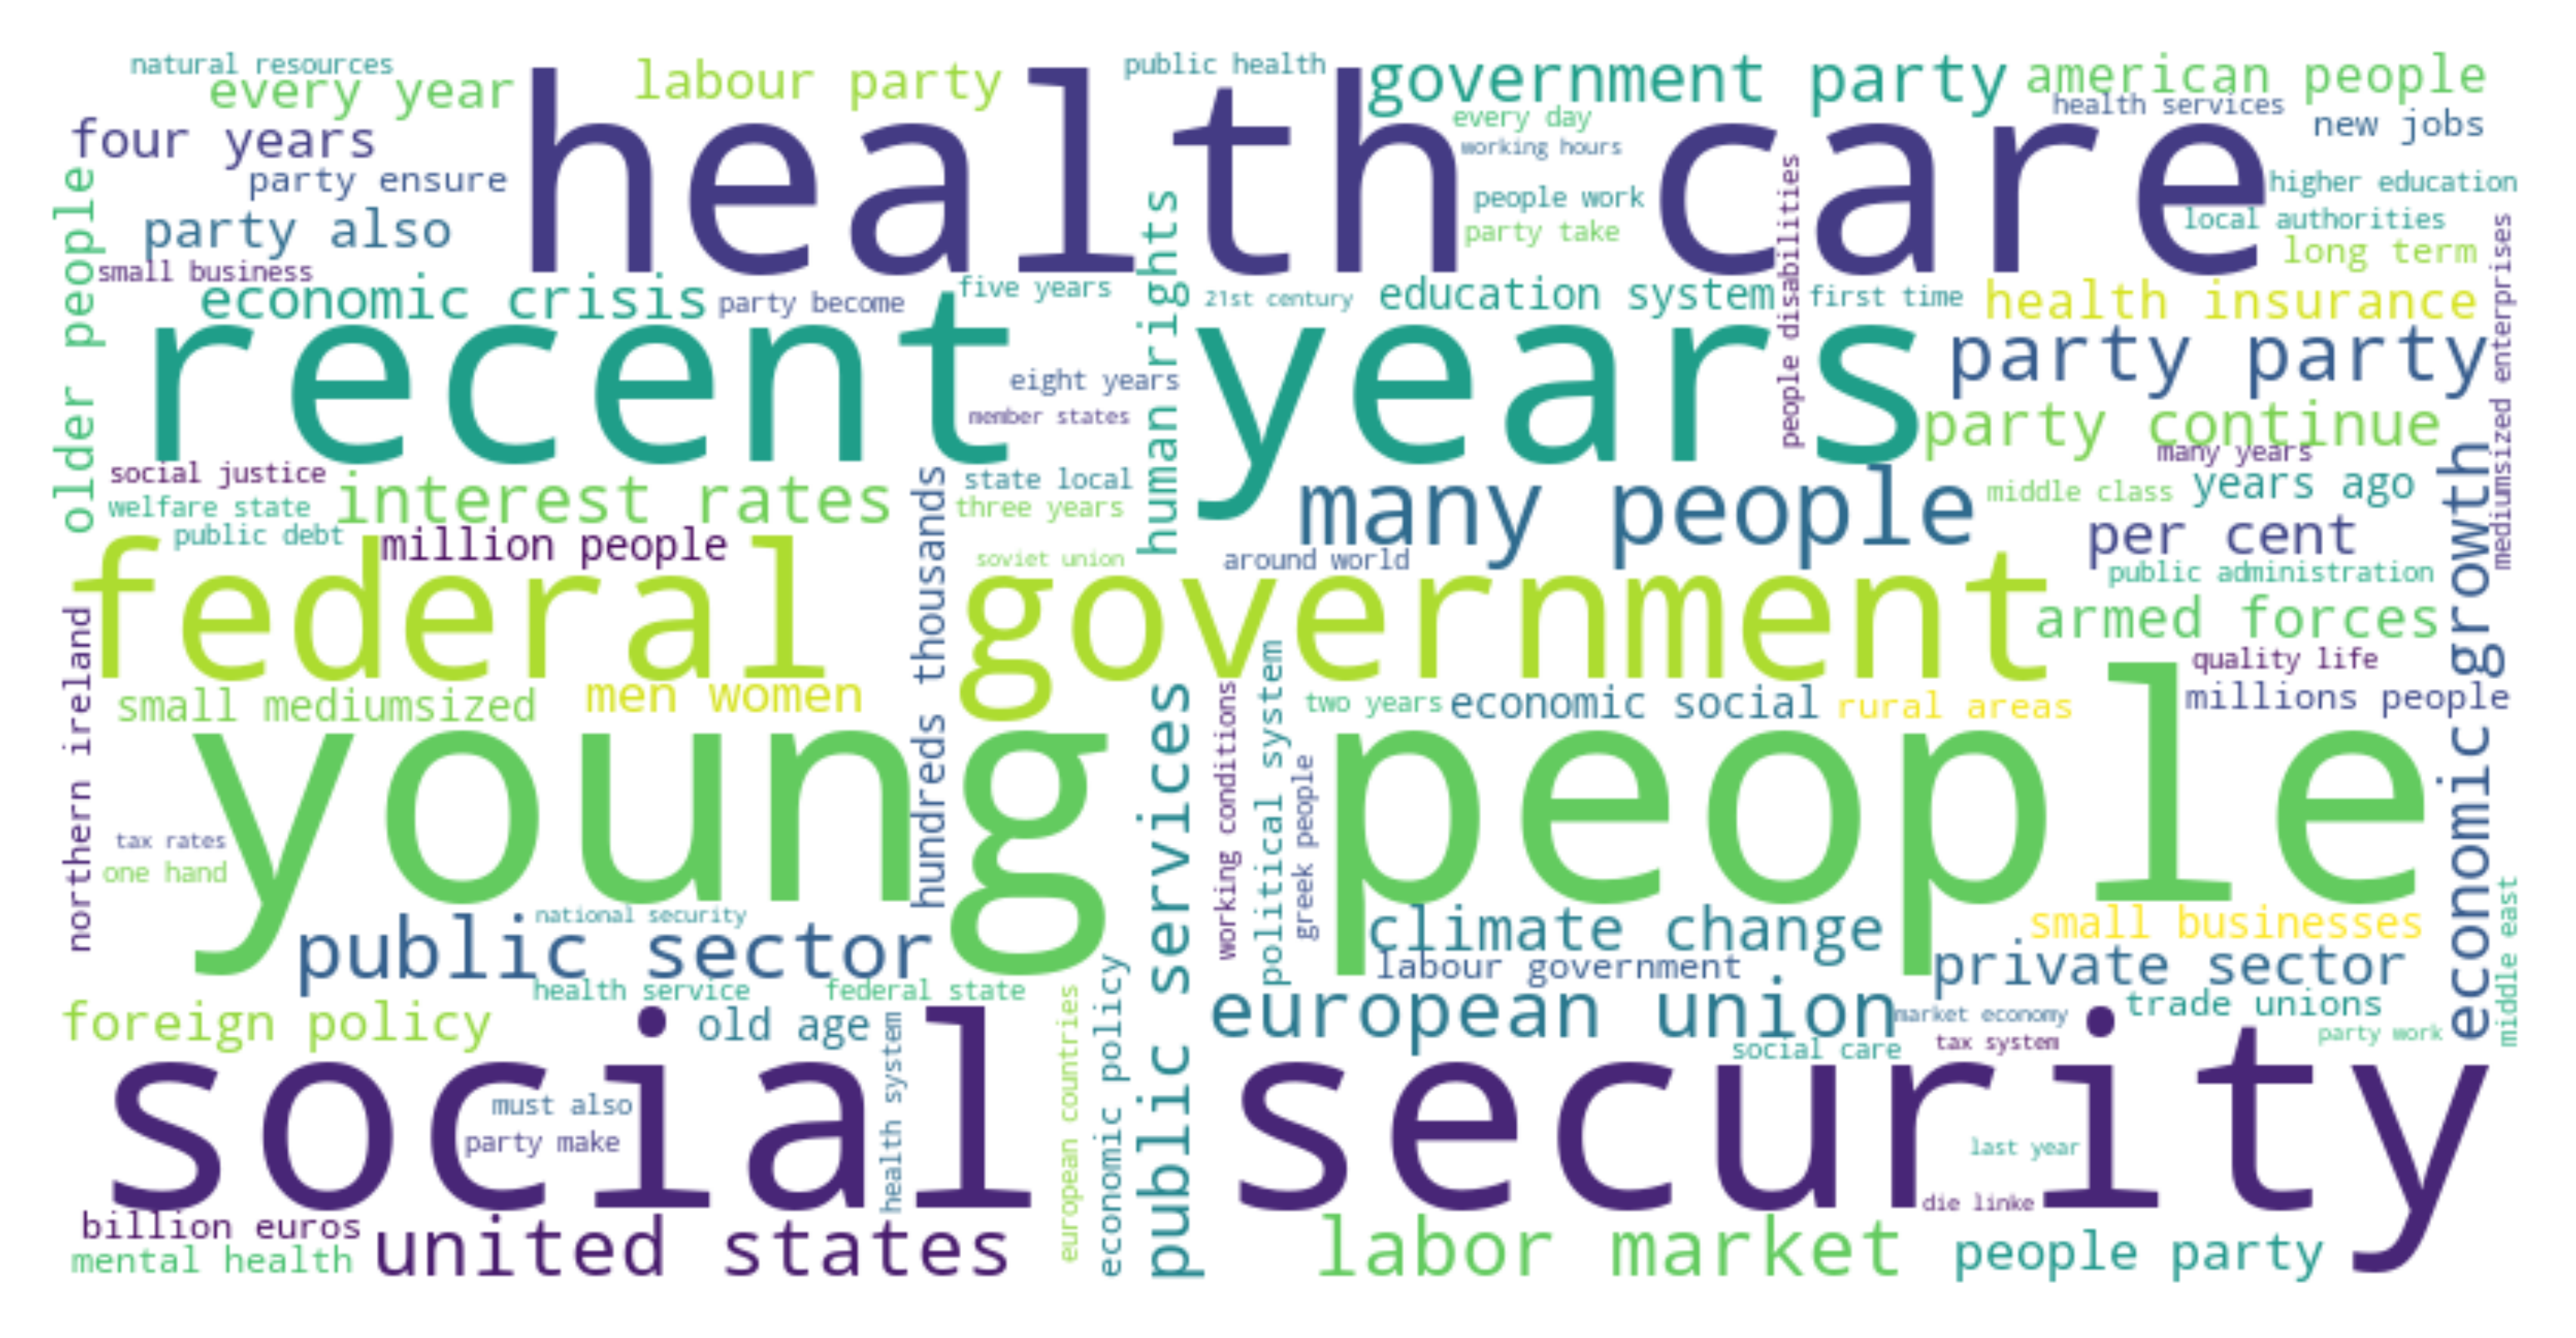 natural resources
every year
labour party
public health
government party
american people
health services
new jobs
four years
health care
every day
working hours
party ensure
people work
party take
higher education
local authorities
long term
party also
older people
small business
economic crisis
party become
five years
human rights
21st century
education system
people disabilities
first time
health insurance
mediumsized enterprises
recent years
eight years
member states
party party
party continue
many years
social justice
welfare state
interest rates
hundreds thousands
state local
three years
many people
middle class
years ago
public debt
million people
soviet union
around world
per cent
public administration
economic growth
federal government
armed forces
northern ireland
quality life
millions people
small mediumsized
men women
two years
economic social
rural areas
young people
public services
working conditions
political system
greek people
tax rates
one hand
national security
public sector
climate change
small businesses
labour government
private sector
middle east
health service
federal state
foreign policy
old age
european union
market economy
trade unions
party work
social care
tax system
social security
must also
party make
health system
european countries
economic policy
last year
die linke
billion euros
mental health
united states
labor market
people party